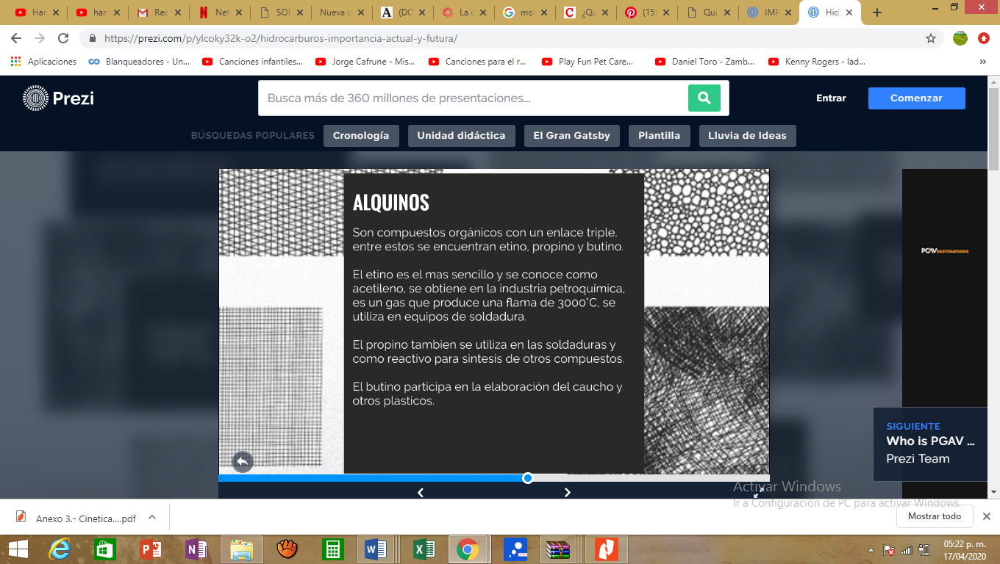 Har
har
Rec
Net
SOE
Nueva p
A (DC
La c
G mo
C ¿Qu
(15)
Qui
IMF
Hid
https://prezi.com/p/ylcoky32k-o2/hidrocarburos-importancia-actual-y-futura/
Aplicaciones
Blanqueadores - Un...
Canciones infantiles...
Jorge Cafrune - Mis...
Canciones para el r...
Play Fun Pet Care...
Daniel Toro - Zamb...
Kenny Rogers - lad...
»
Prezi
Busca más de 360 millones de presentaciones...
Entrar
Comenzar
BÚSQUEDAS POPULARES
Cronología
Unidad didáctica
El Gran Gatsby
Plantilla
Lluvia de Ideas
ALQUINOS
Son compuestos orgánicos con un enlace triple,
entre estos se encuentran etino, propino y butino.
El etino es el mas sencillo y se conoce como
acetileno, se obtiene en la industria petroquímica,
es un gas que produce una flama de 3000°C, se
utiliza en equipos de soldadura.
El propino tambien se utiliza en las soldaduras y
como reactivo para sintesis de otros compuestos.
El butino participa en la elaboración del caucho y
otros plasticos.
PGAVDESTINATIONS
SIGUIENTE
Who is PGAV ...
Prezi Team
Activar Windows
Ir a Configuración de PC para activar Windows.
Anexo 3.- Cinetica....pdf
Mostrar todo
05:22 p. m.
17/04/2020